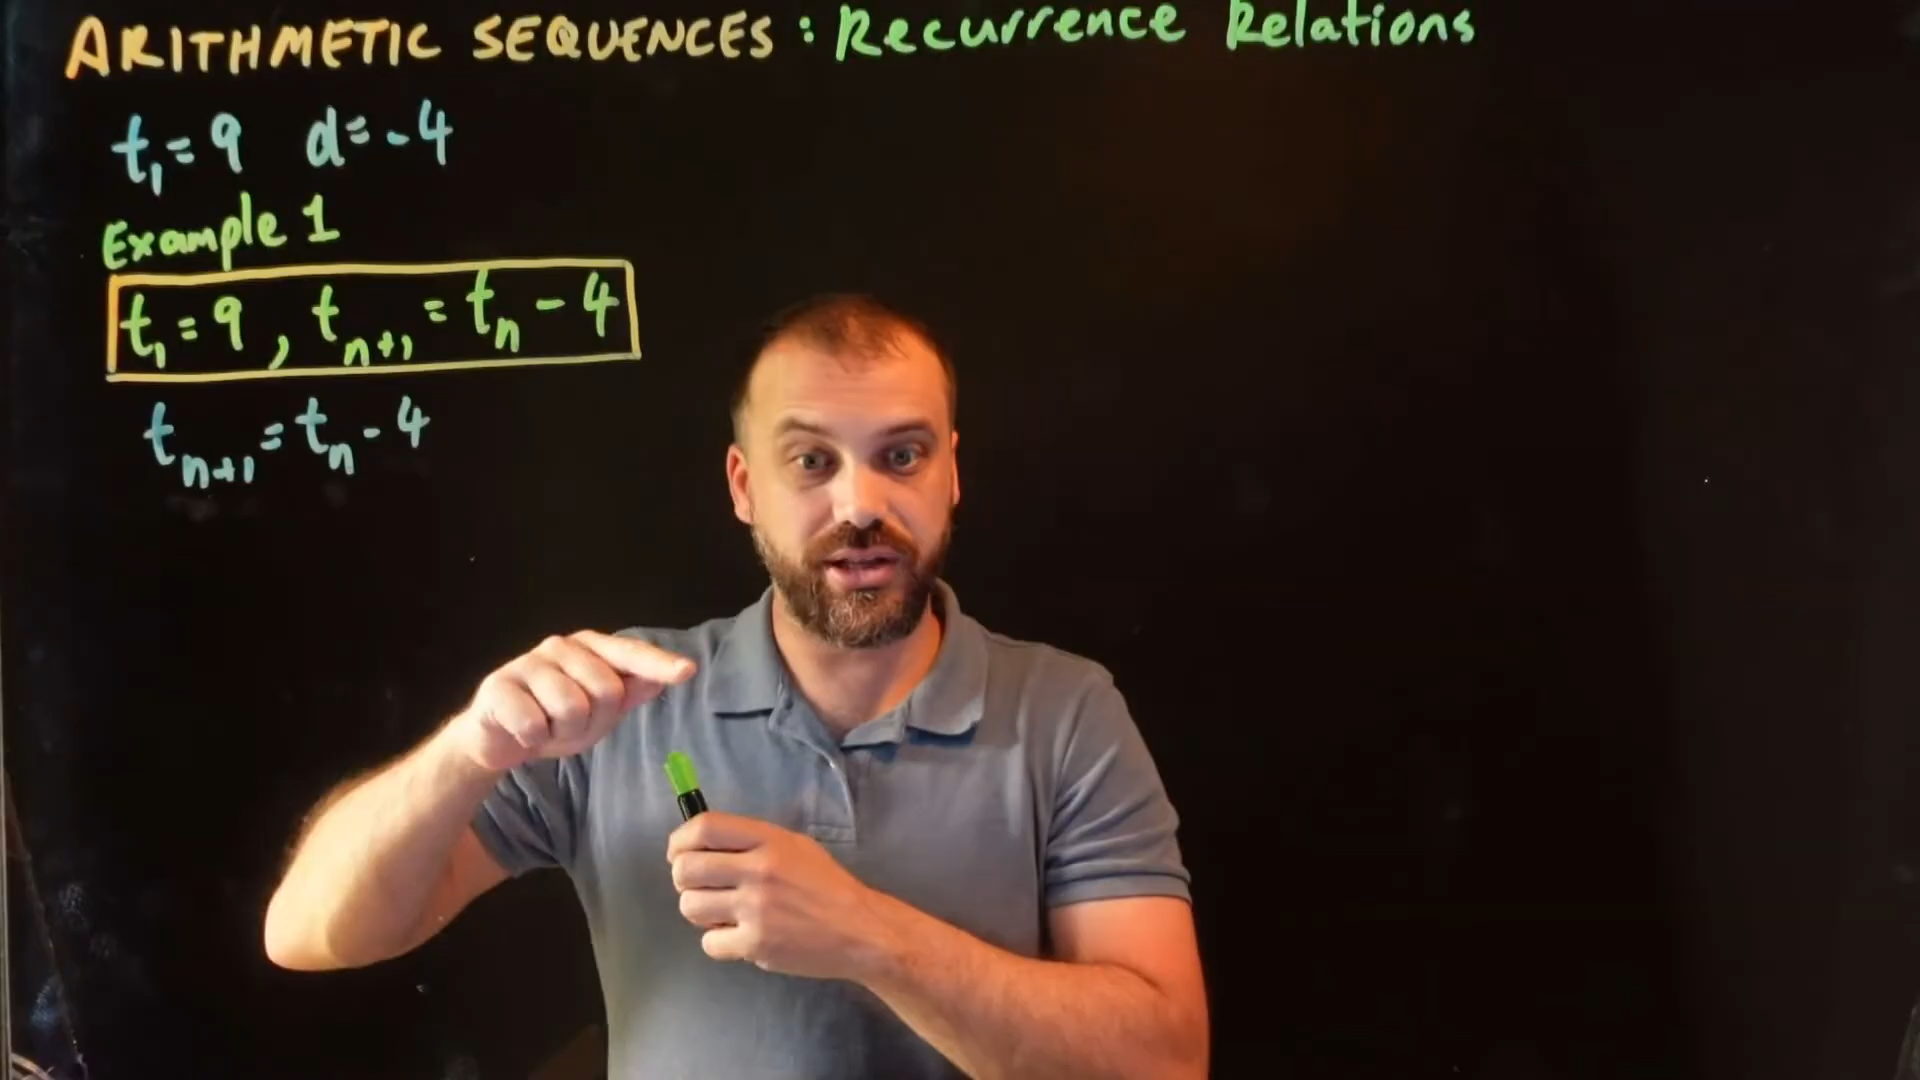 ARITHMETIC SEQUENCES : Recurrence Relations
t₁ = 9 d = -4
Example 1
t₁ = 9 , tₙ₊₁ = tₙ - 4
tₙ₊₁ = tₙ - 4